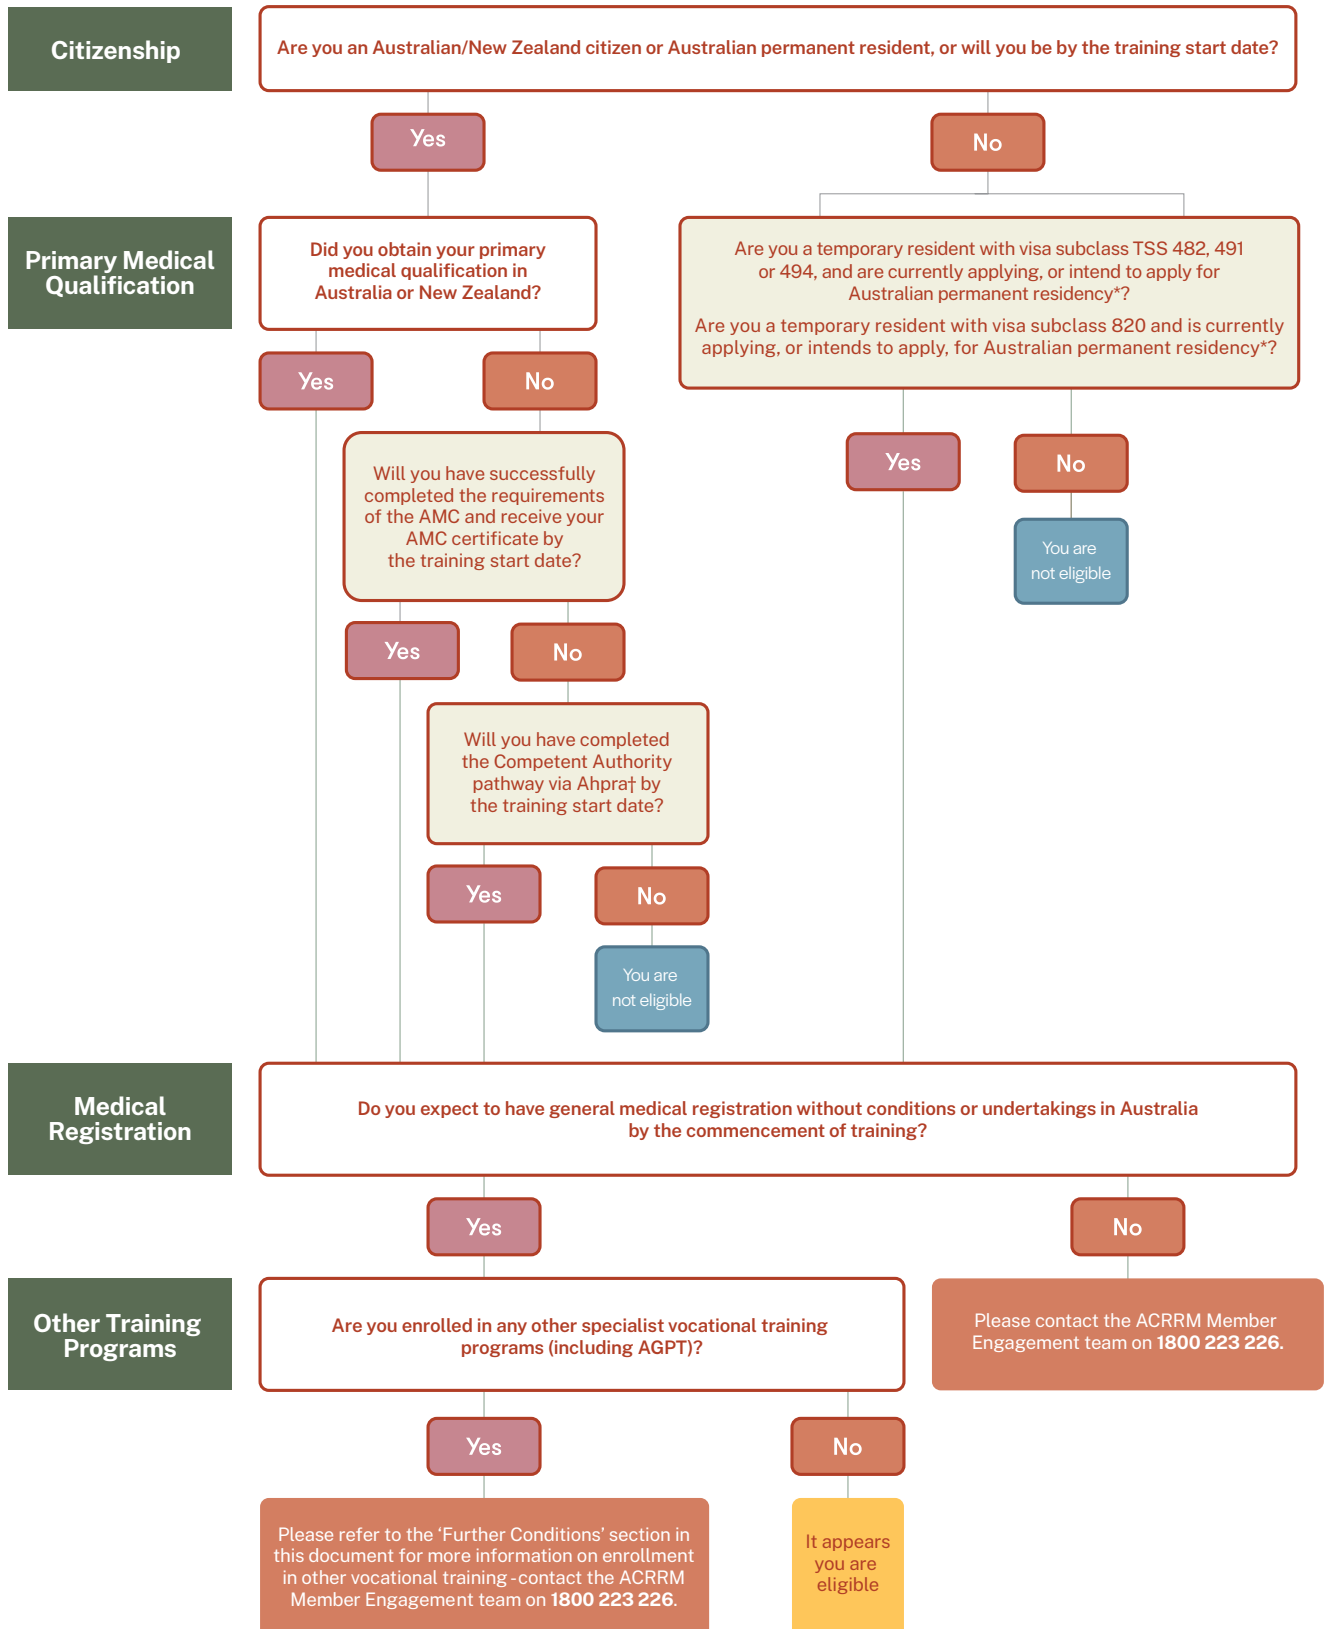 Citizenship
Are you an Australian/New Zealand citizen or Australian permanent resident, or will you be by the training start date?
Yes
No
Primary Medical
Qualification
Did you obtain your primary
medical qualification in
Australia or New Zealand?
Are you a temporary resident with visa subclass TSS 482, 491
or 494, and are currently applying, or intend to apply for
Australian permanent residency*?
Are you a temporary resident with visa subclass 820 and is currently
applying, or intends to apply, for Australian permanent residency*?
Yes
No
Yes
No
Will you have successfully
completed the requirements
of the AMC and receive your
AMC certificate by
the training start date?
You are
not eligible
Yes
No
Will you have completed
the Competent Authority
pathway via Ahpra† by
the training start date?
Yes
No
You are
not eligible
Medical
Registration
Do you expect to have general medical registration without conditions or undertakings in Australia
by the commencement of training?
Yes
No
Other Training
Programs
Are you enrolled in any other specialist vocational training
programs (including AGPT)?
Please contact the ACRRM Member
Engagement team on 1800 223 226.
Yes
No
Please refer to the ‘Further Conditions’ section in
this document for more information on enrollment
in other vocational training - contact the ACRRM
Member Engagement team on 1800 223 226.
It appears
you are
eligible